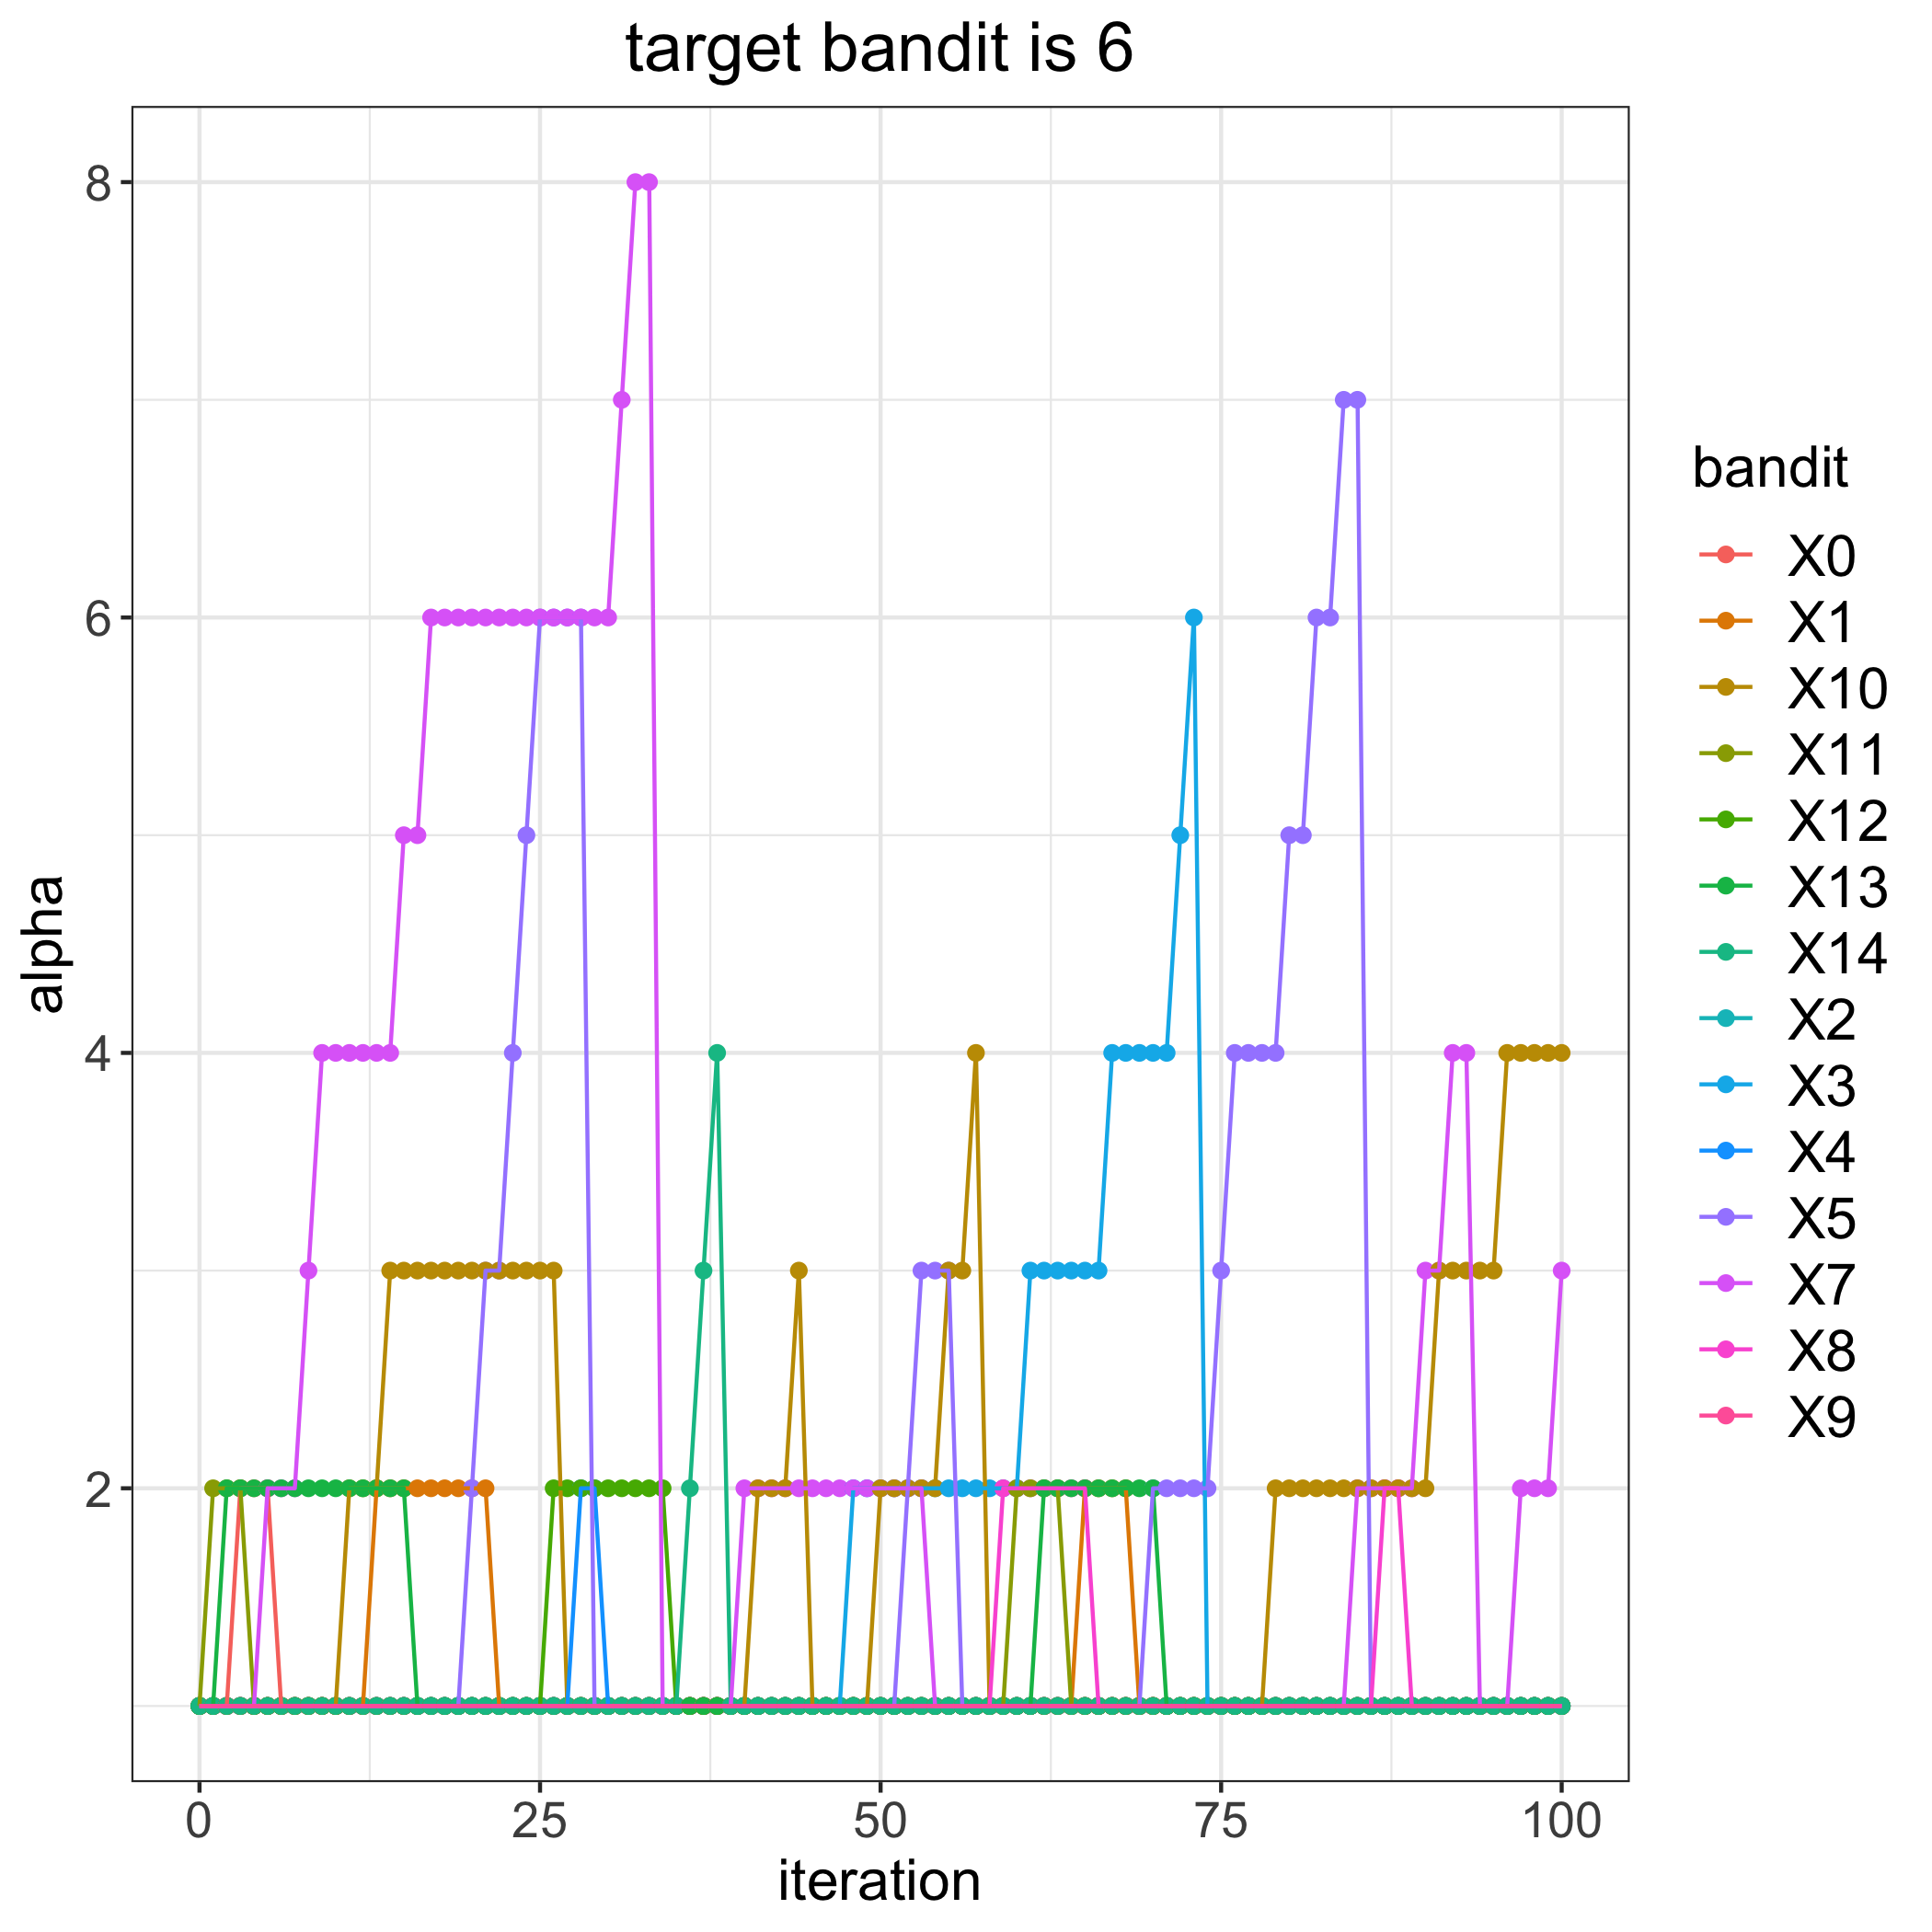 target bandit is 6
8
6
4
2
alpha
0 25 50 75 100
iteration
bandit
X0
X1
X10
X11
X12
X13
X14
X2
X3
X4
X5
X7
X8
X9